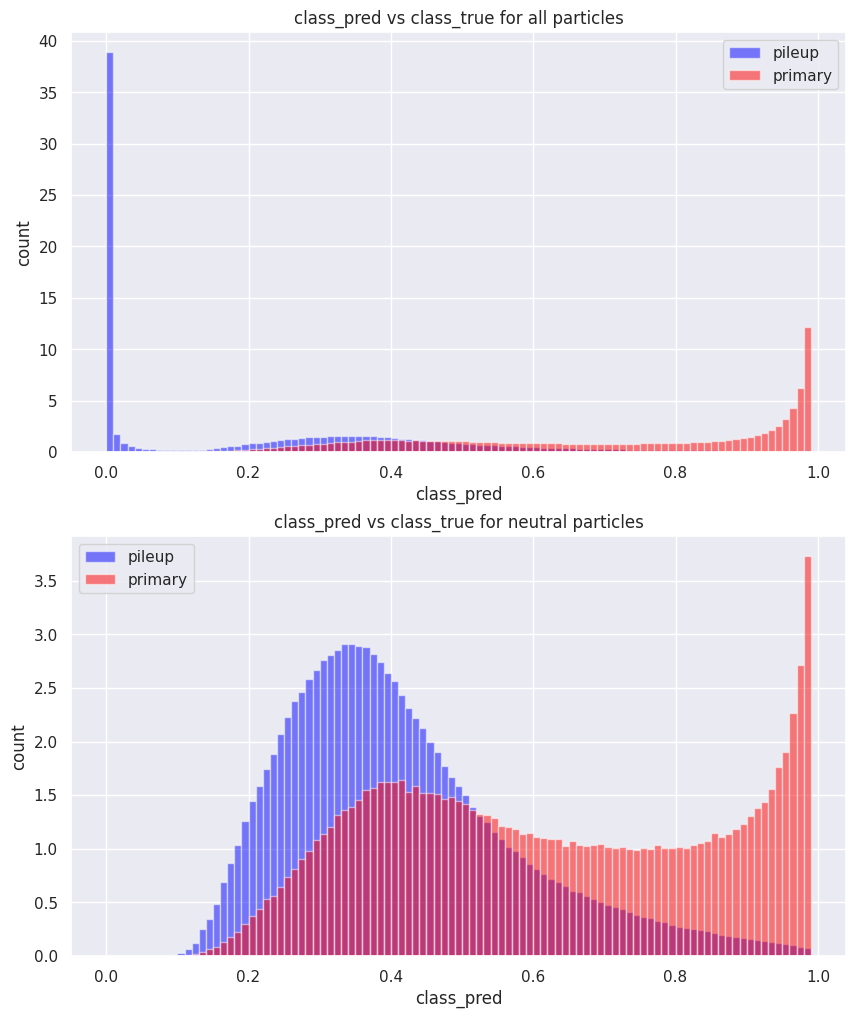 class_pred vs class_true for all particles
40
35
30
25
20
15
10
5
0
count
pileup
primary
0.0 0.2 0.4 0.6 0.8 1.0
class_pred
class_pred vs class_true for neutral particles
pileup
primary
3.5
3.0
2.5
2.0
1.5
1.0
0.5
0.0
count
0.0 0.2 0.4 0.6 0.8 1.0
class_pred